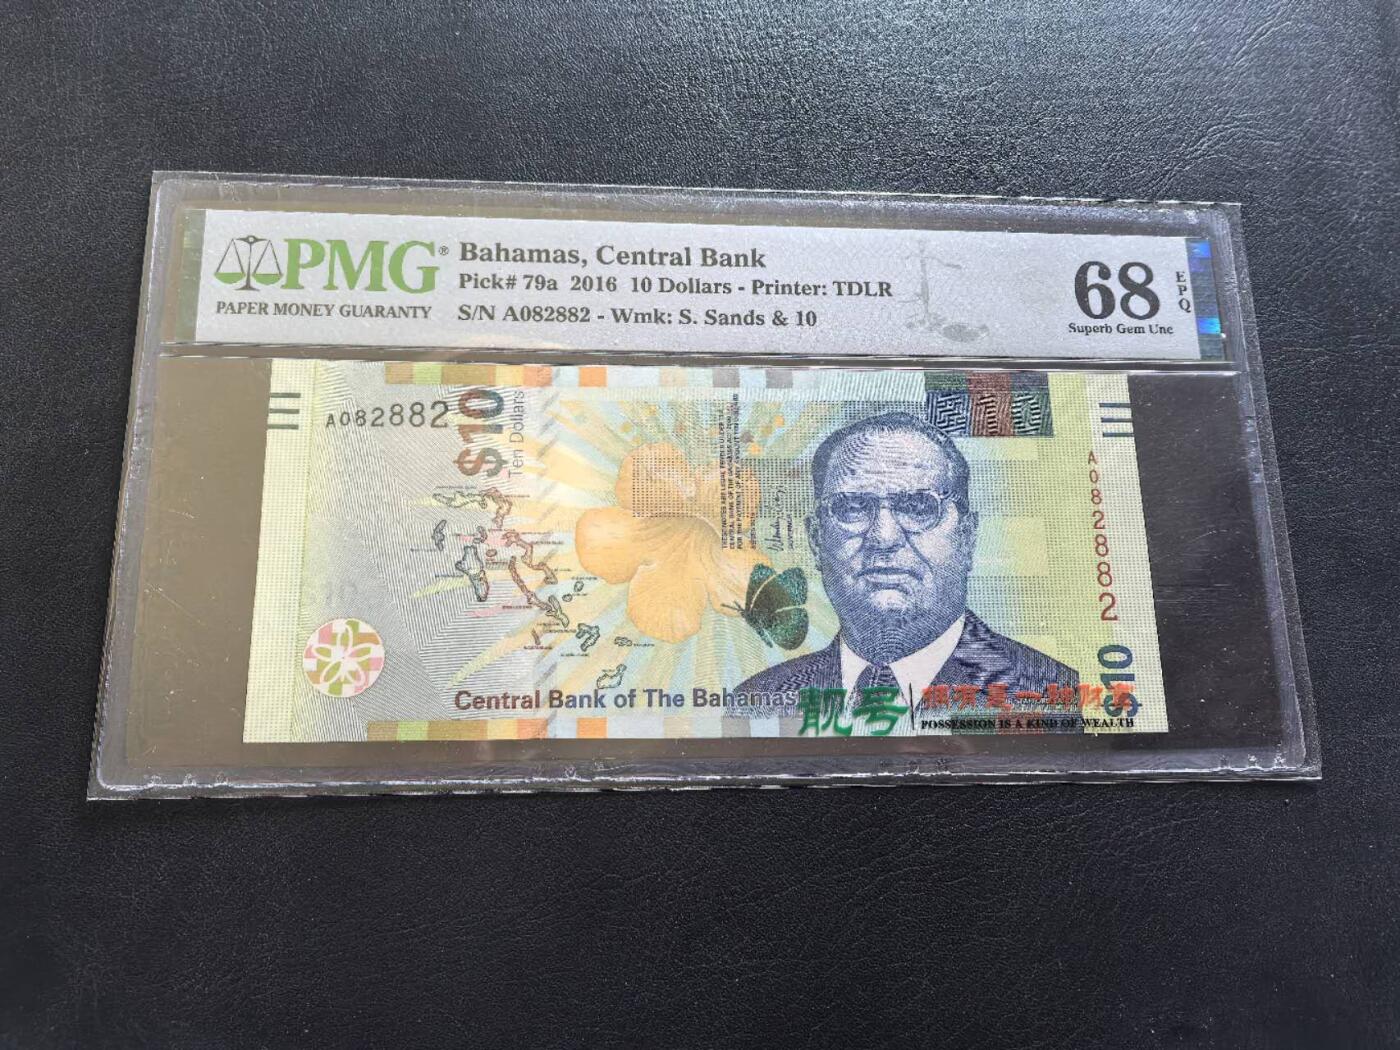 PMG®
PAPER MONEY GUARANTY
Bahamas, Central Bank
Pick# 79a 2016 10 Dollars - Printer: TDLR
S/N A082882 - Wmk: S. Sands & 10
68
EPQ
Superb Gem Unc
A082882
$10
Ten Dollars
A082882
$10
Central Bank of The Bahamas
靓号
拥有是一种财富
POSSESSION IS A KIND OF WEALTH